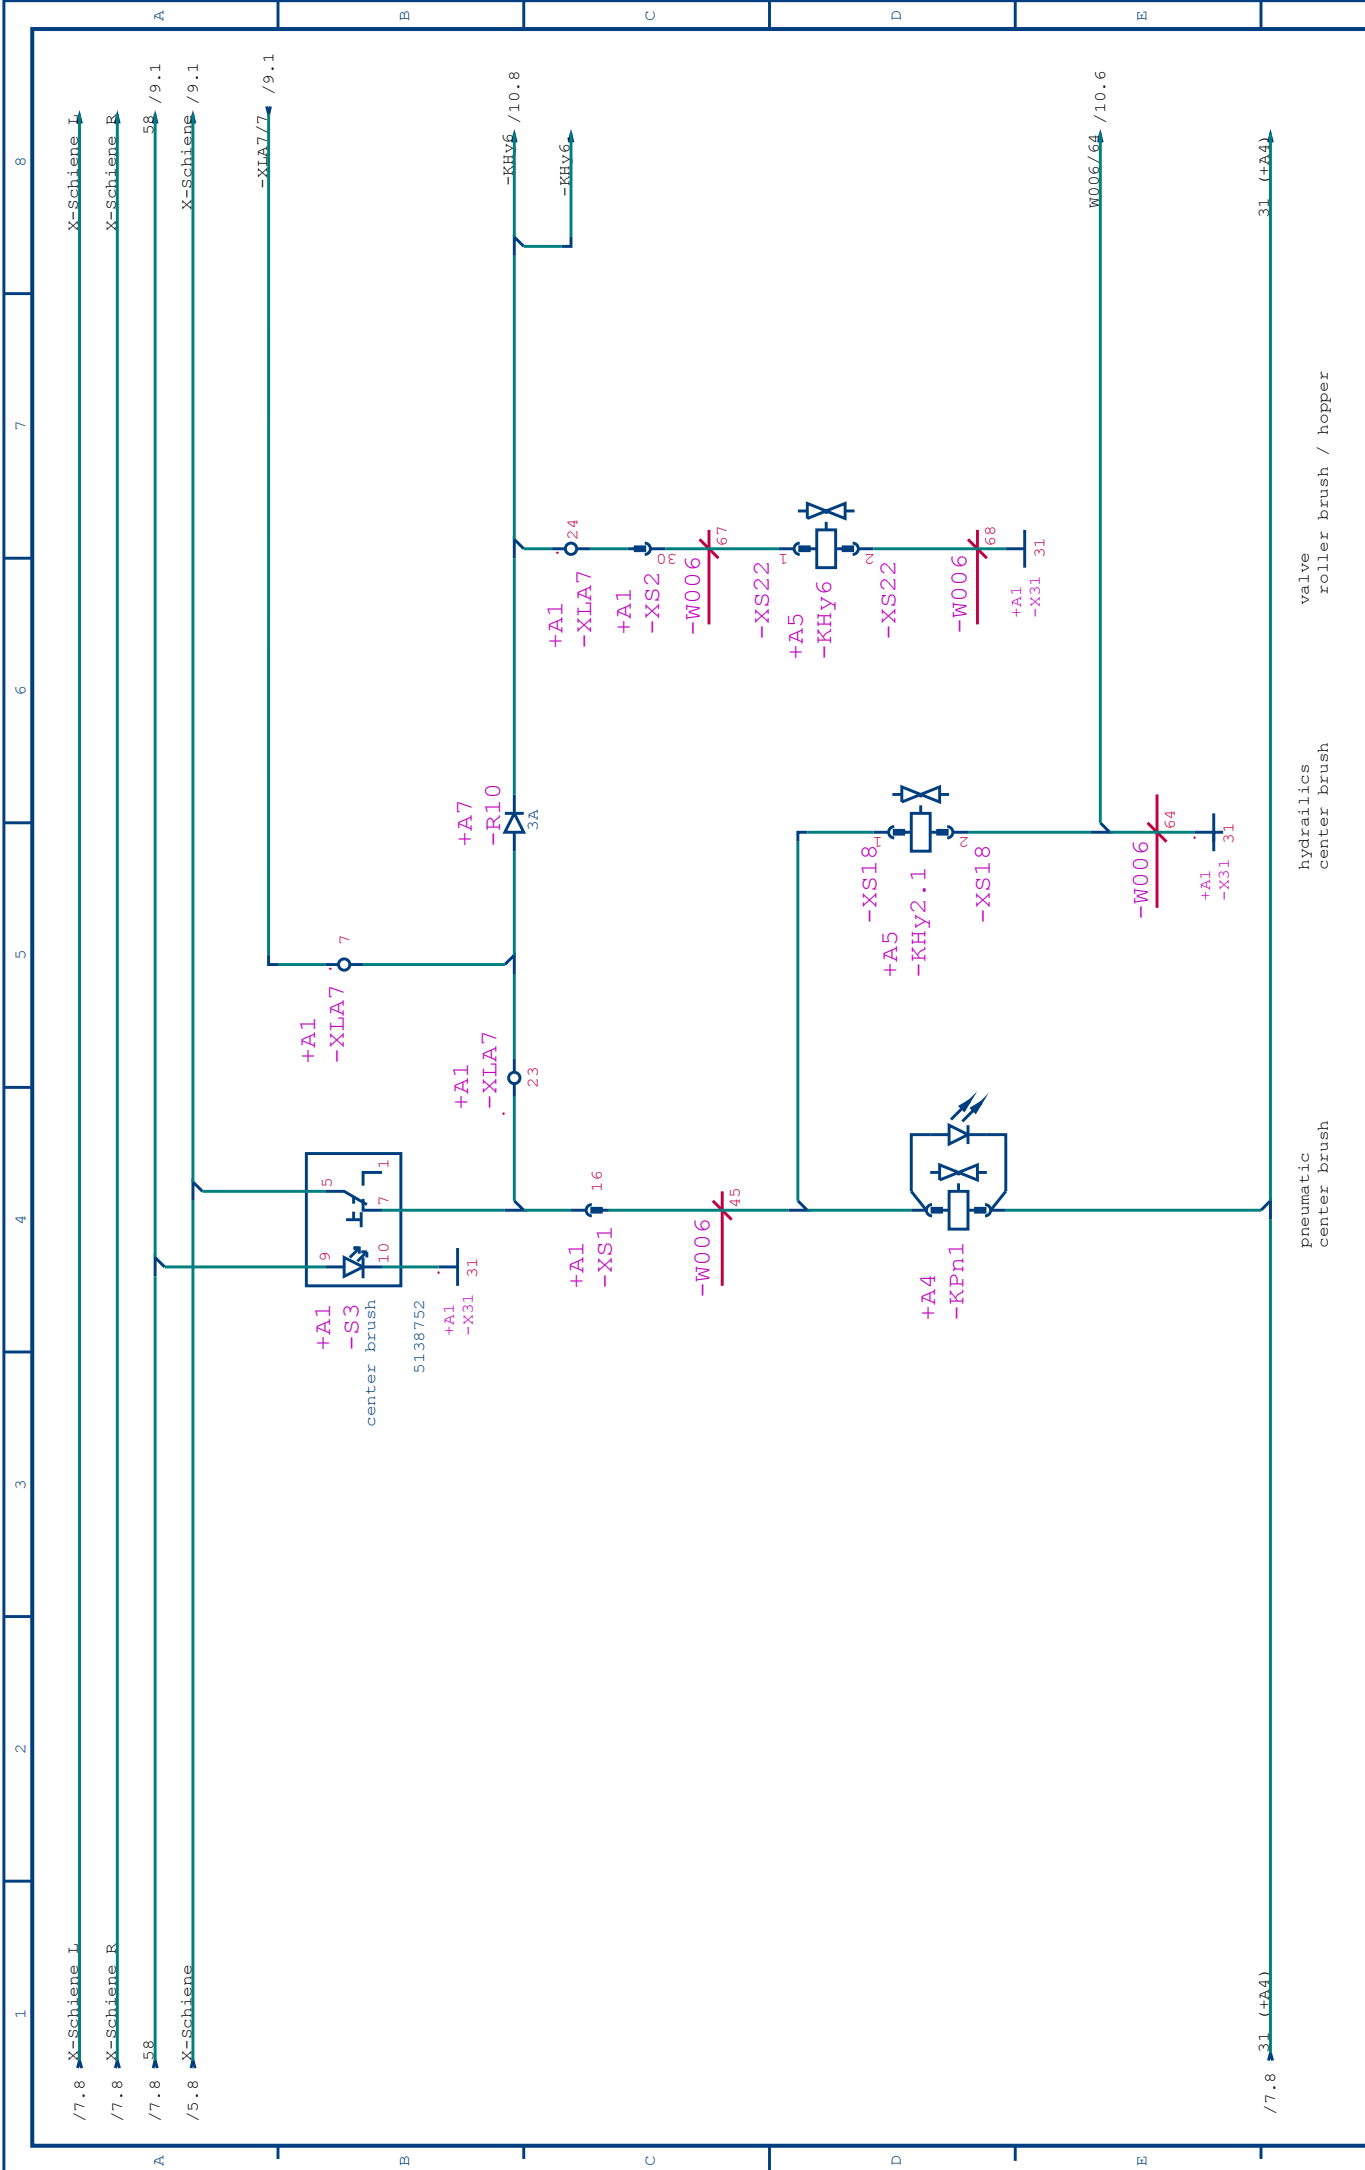 1
2
3
4
5
6
7
8
A
A
B
B
C
C
D
D
E
E
/7.8
X-Schiene L
X-Schiene L
/7.8
X-Schiene R
X-Schiene R
/7.8
58
58
/9.1
/5.8
X-Schiene
X-Schiene
/9.1
-XLA7/7
/9.1
+A1
-S3
center brush
5138752
9
10
5
7
1
+A1
-X31
31
+A1
-XLA7
7
+A1
-XLA7
23
+A7
-R10
3A
-KHy6
/10.8
-KHy6
+A1
-XS1
16
-W006
45
+A1
-XLA7
24
+A1
-XS2
30
-W006
67
-XS22
1
+A5
-KHy6
2
-XS22
-W006
68
+A1
-X31
31
-XS18
1
+A5
-KHy2.1
2
-XS18
+A4
-KPn1
W006/64
/10.6
-W006
64
+A1
-X31
31
/7.8
31 (+A4)
31 (+A4)
pneumatic
center brush
hydrailics
center brush
valve
roller brush / hopper